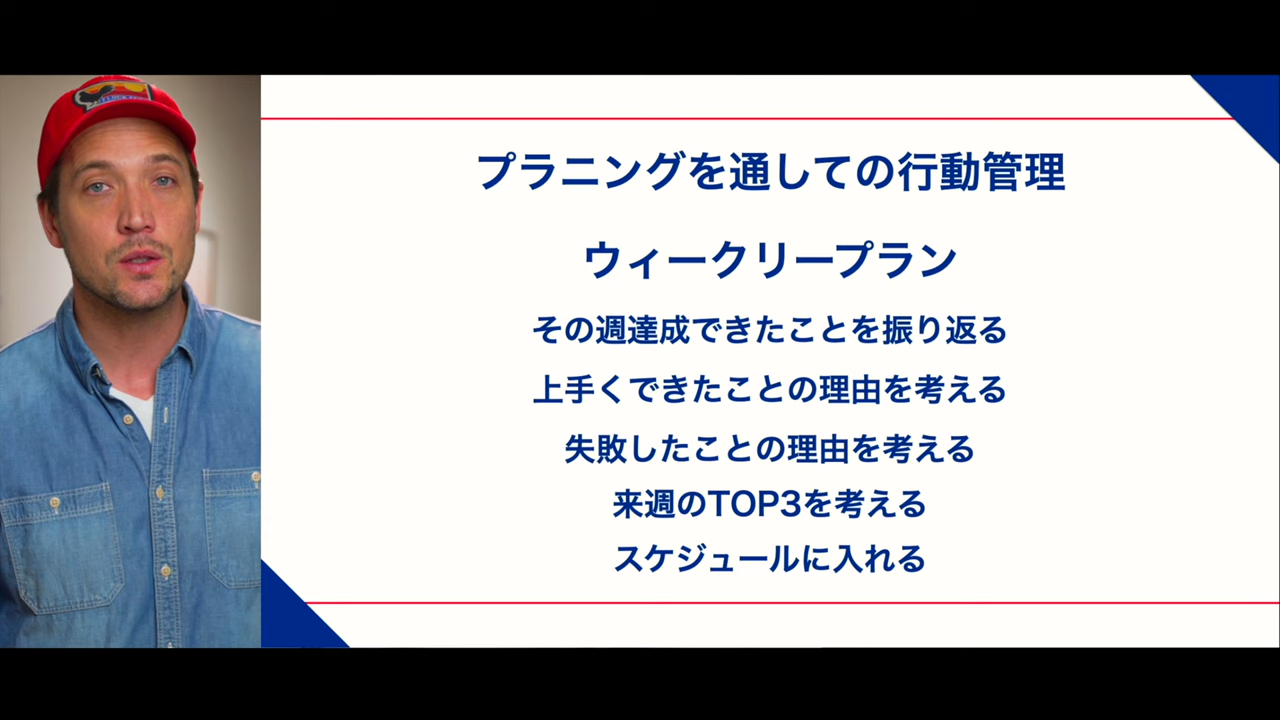 プラニングを通しての行動管理
ウィークリープラン
その週達成できたことを振り返る
上手くできたことの理由を考える
失敗したことの理由を考える
来週のTOP3を考える
スケジュールに入れる